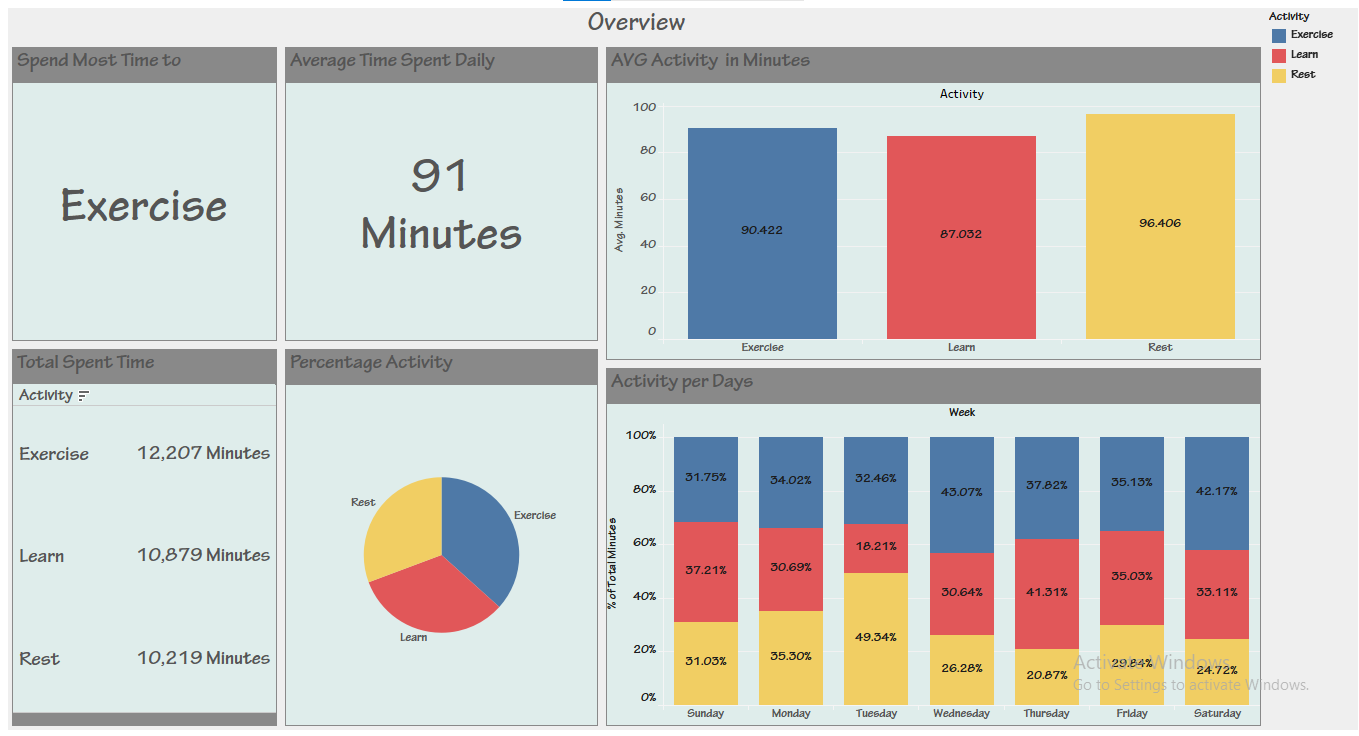 Overview
Activity
Exercise
Learn
Rest
Spend Most Time to
Exercise
Average Time Spent Daily
91
Minutes
AVG Activity in Minutes
Activity
Avg. Minutes
100
80
60
40
20
0
90.422
87.032
96.406
Exercise
Learn
Rest
Total Spent Time
Activity
Exercise 12,207 Minutes
Learn 10,879 Minutes
Rest 10,219 Minutes
Percentage Activity
Rest
Exercise
Learn
Activity per Days
Week
% of Total Minutes
100%
80%
60%
40%
20%
0%
31.75% 34.02% 32.46% 43.07% 37.82% 35.13% 42.17%
37.21% 30.69% 18.21% 30.64% 41.31% 35.03% 33.11%
31.03% 35.30% 49.34% 26.28% 20.87% 29.84% 24.72%
Sunday Monday Tuesday Wednesday Thursday Friday Saturday
Activate Windows
Go to Settings to activate Windows.